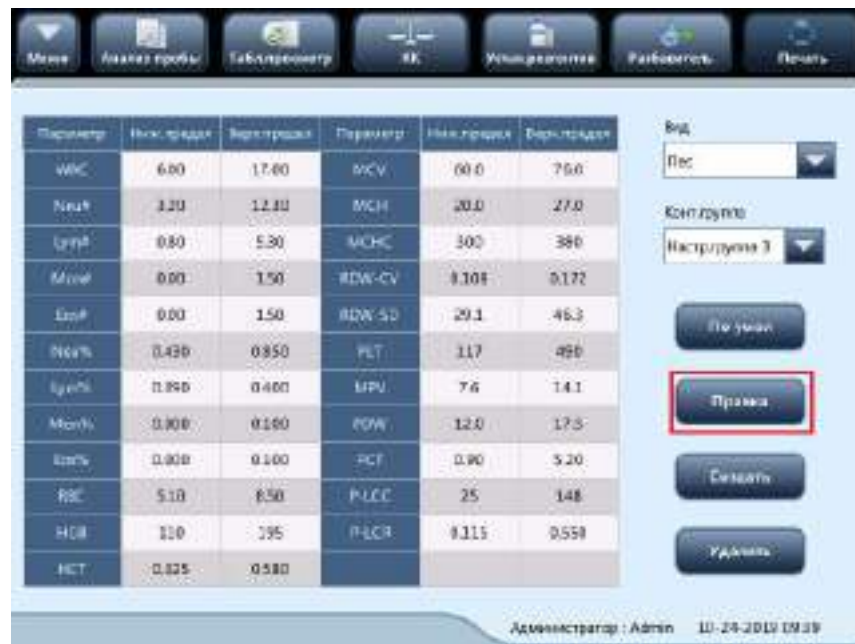 Меню Анализ пробы Табл.просмотр КК Разбавитель Печать
Параметр Ниж.предел Верх.предел Параметр Ниж.предел Верх.предел
WBC 6.00 17.00 MCV 60.0 76.0
Neu# 3.20 12.30 MCH 20.0 27.0
Lym# 0.80 5.30 MCHC 300 380
Mon# 0.00 1.50 RDW-CV 0.108 0.172
Eos# 0.00 1.50 RDW-SD 29.1 46.3
Neu% 0.430 0.850 PLT 117 490
Lym% 0.090 0.400 MPV 7.6 14.1
Mon% 0.000 0.100 PDW 12.0 17.5
Eos% 0.000 0.100 PCT 0.90 5.20
RBC 5.10 8.50 P-LCC 25 148
HGB 110 195 P-LCR 0.115 0.550
HCT 0.325 0.580
Вид
Пес
Конт.группа
Настр.группа 3
По умол
Правка
Создать
Удалить
Администратор : Admin 10-24-2019 09:39